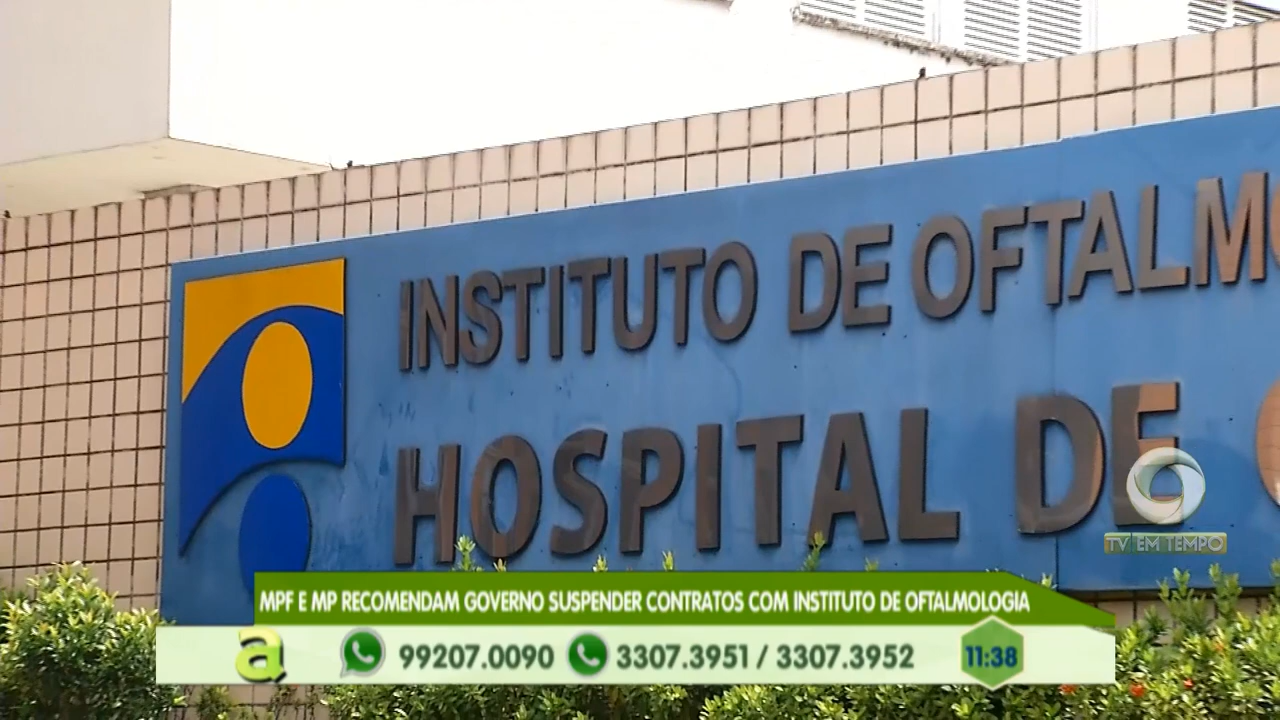 INSTITUTO DE OFTALMO
HOSPITAL DE
TV EM TEMPO
MPF E MP RECOMENDAM GOVERNO SUSPENDER CONTRATOS COM INSTITUTO DE OFTALMOLOGIA
a 99207.0090 3307.3951 / 3307.3952 11:38